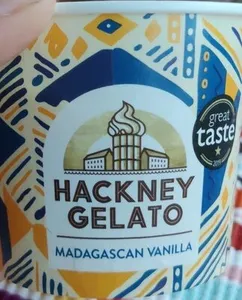 great
taste
HACKNEY
GELATO
MADAGASCAN VANILLA